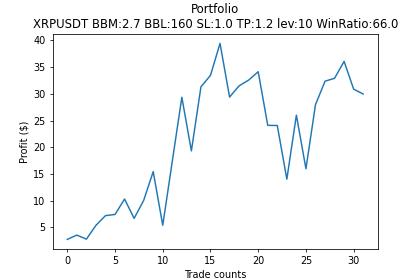 Portfolio
XRPUSDT BBM:2.7 BBL:160 SL:1.0 TP:1.2 lev:10 WinRatio:66.0
40
35
30
25
20
15
10
5
Profit ($)
0 5 10 15 20 25 30
Trade counts